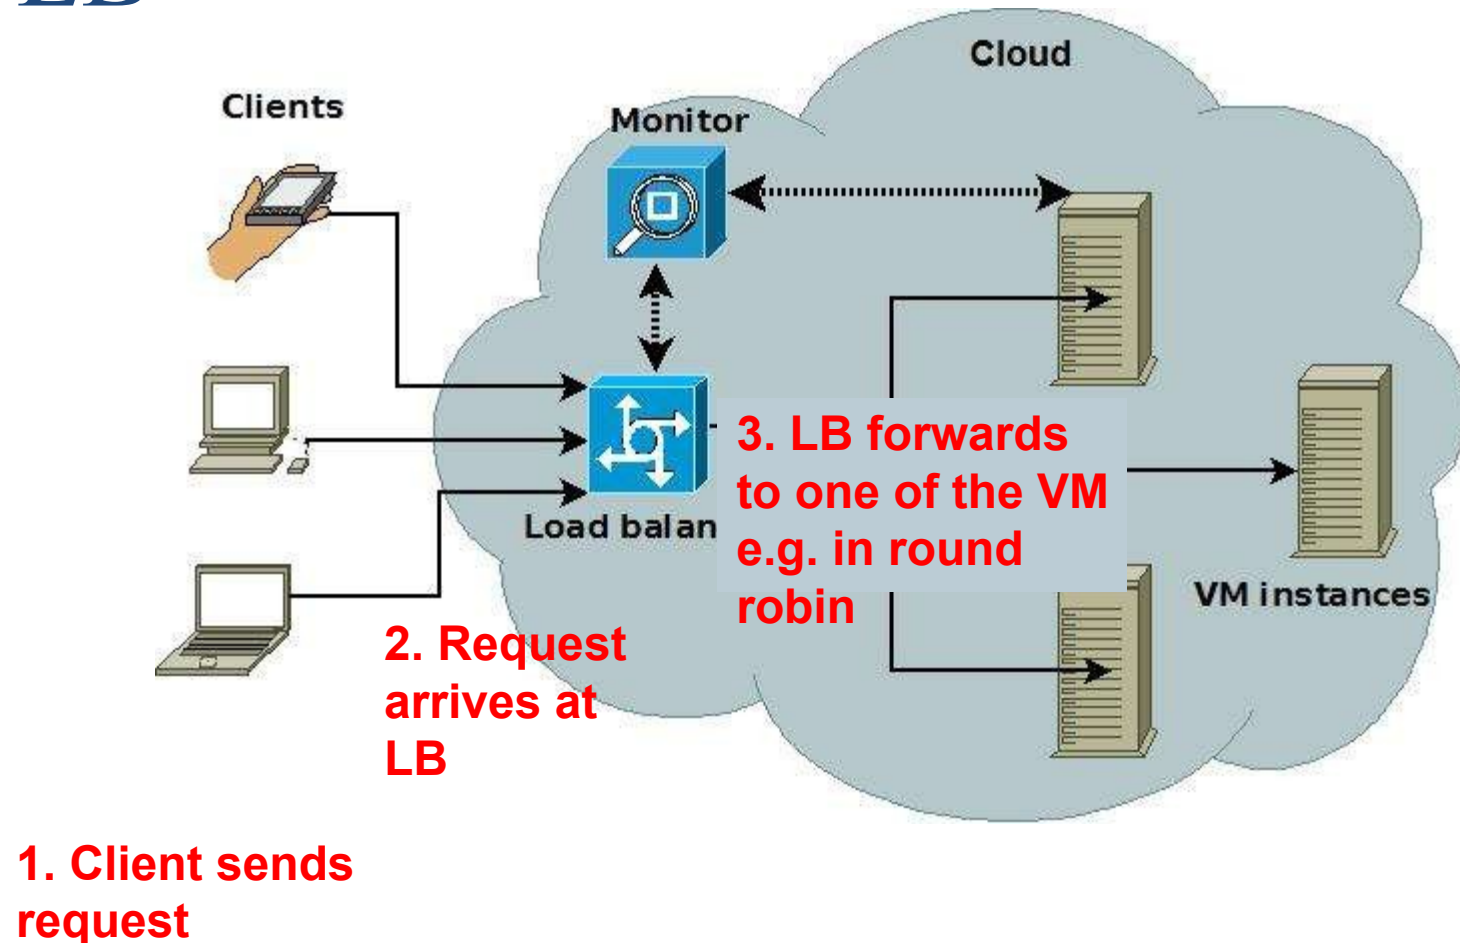 LB
Cloud
Clients
Monitor
3. LB forwards
to one of the VM
e.g. in round
robin
Load balan
VM instances
2. Request
arrives at
LB
1. Client sends
request